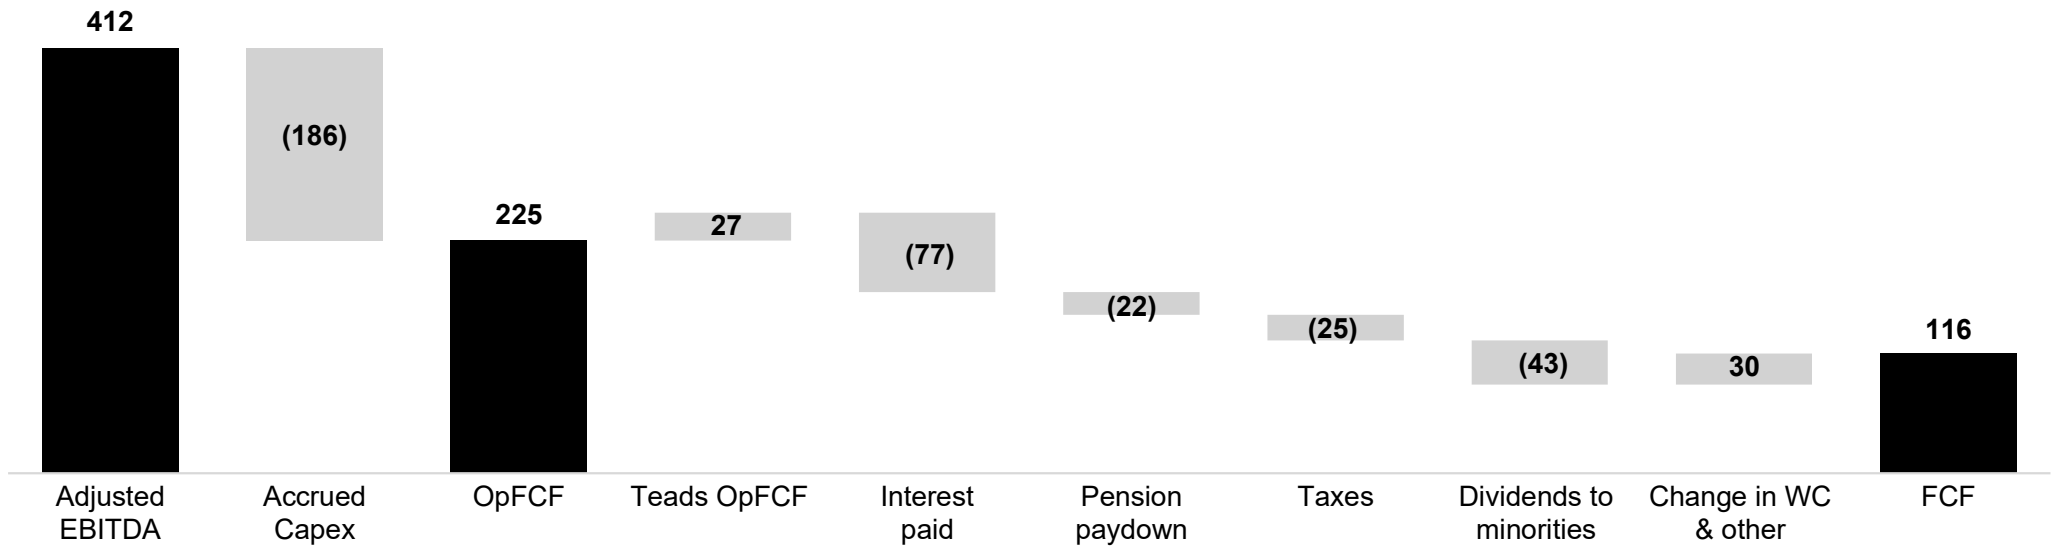 412
(186)
225
27
(77)
(22)
(25)
(43)
30
116
Adjusted
EBITDA
Accrued
Capex
OpFCF
Teads OpFCF
Interest
paid
Pension
paydown
Taxes
Dividends to
minorities
Change in WC
& other
FCF